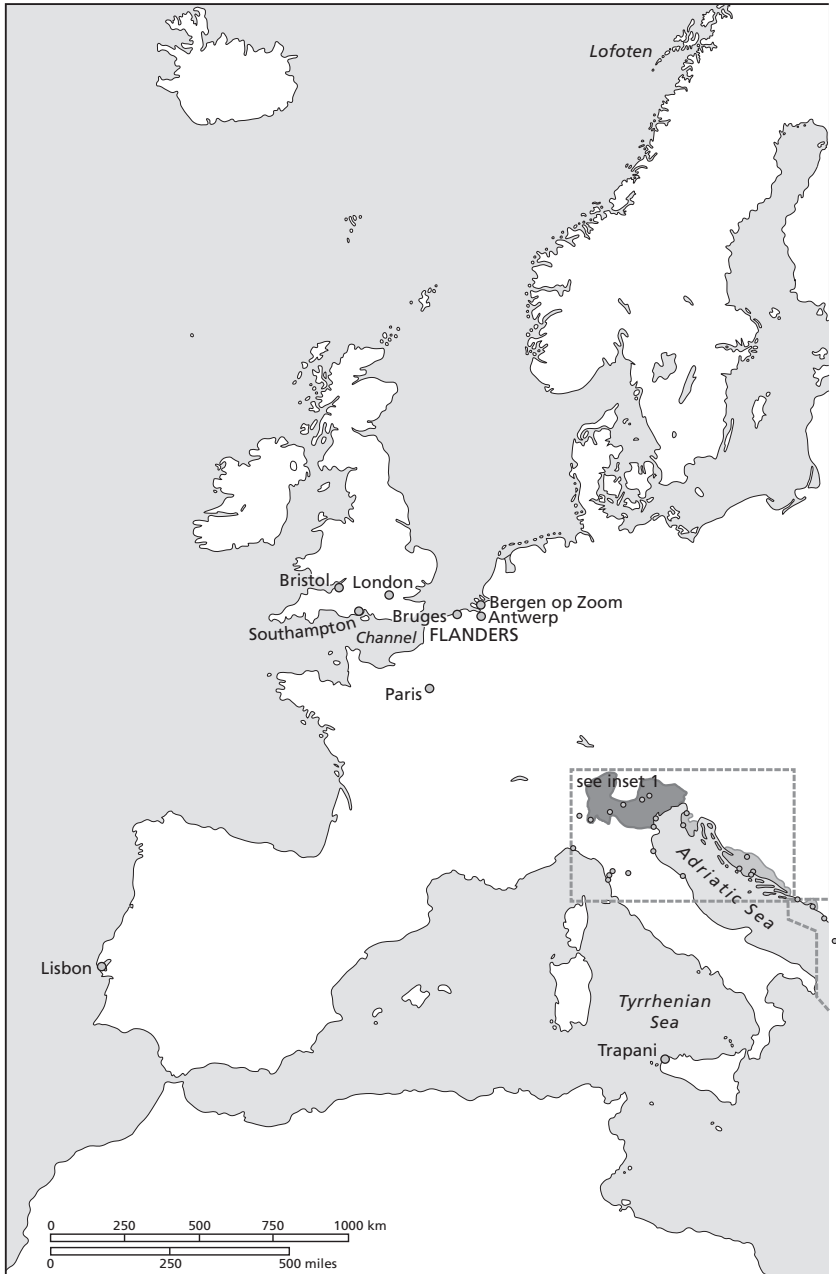 Lofoten
Bristol
London
Bergen op Zoom
Bruges
Antwerp
Southampton
Channel
FLANDERS
Paris
see inset 1
Adriatic Sea
Lisbon
Tyrrhenian
Sea
Trapani
0 250 500 750 1000 km
0 250 500 miles